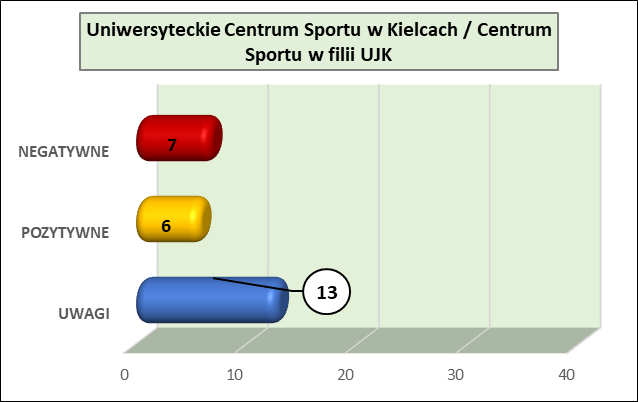 Uniwersyteckie Centrum Sportu w Kielcach / Centrum
Sportu w filii UJK
NEGATYWNE
7
POZYTYWNE
6
UWAGI
13
0 10 20 30 40